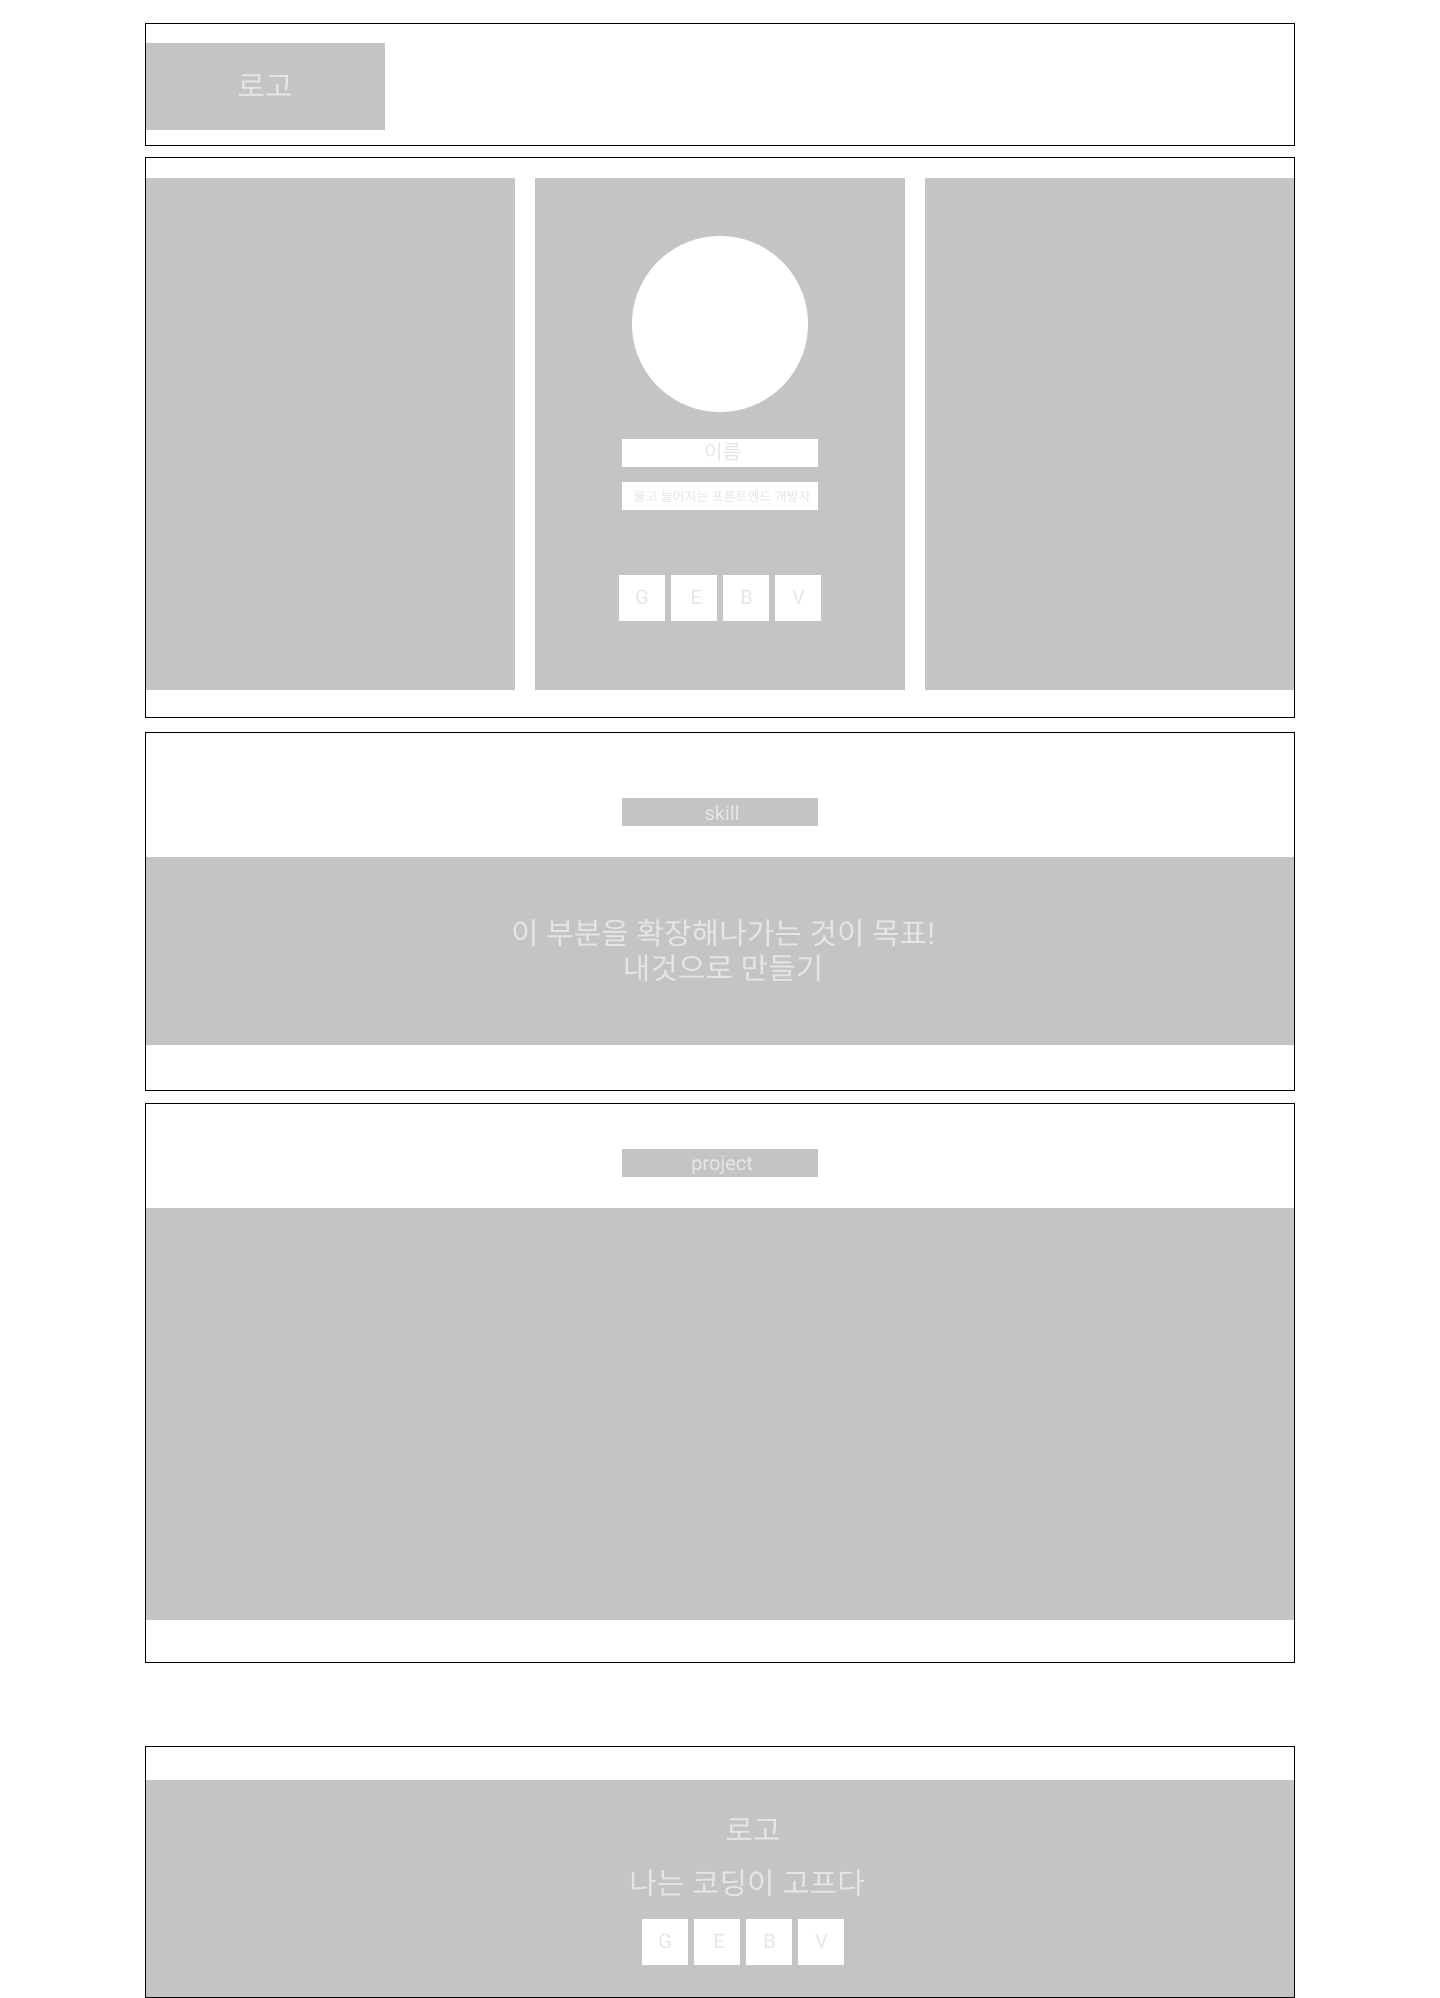 로고
이름
물고 늘어지는 프론트엔드 개발자
G E B V
skill
이 부분을 확장해나가는 것이 목표!
내것으로 만들기
project
로고
나는 코딩이 고프다
G E B V